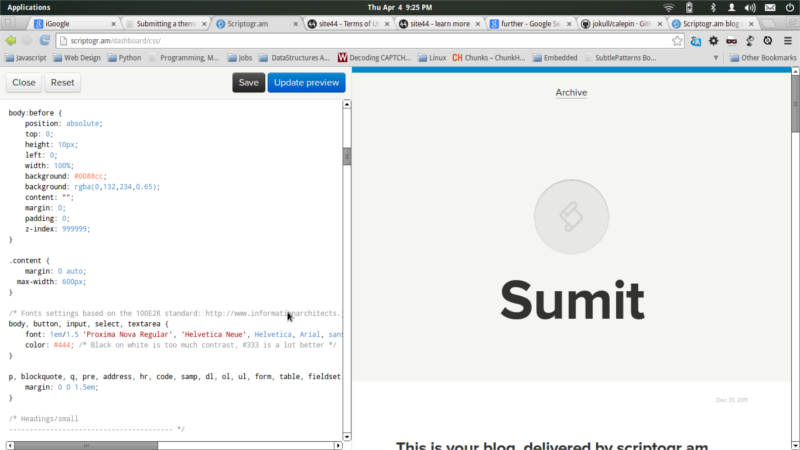 Applications
Thu Apr 4 9:25 PM
iGoogle
Submitting a them
Scriptogr.am
site44 - Terms of U
site44 - learn more
further - Google Su
jokull/calepin - Git
Scriptogr.am blog
scriptogr.am/dashboard/css/
Javascript
Web Design
Python
Programming, M...
Jobs
DataStructures A...
Decoding CAPTCH...
Linux
Chunks ~ ChunkH...
Embedded
SubtlePatterns Bo...
Other Bookmarks
Close
Reset
Save
Update preview
body:before {
position: absolute;
top: 0;
height: 10px;
left: 0;
width: 100%;
background: #0088cc;
background: rgba(0,132,234,0.65);
content: "";
margin: 0;
padding: 0;
z-index: 999999;
}
.content {
margin: 0 auto;
max-width: 600px;
}
/* Fonts settings based on the 100E2R standard: http://www.informationarchitects.
body, button, input, select, textarea {
font: 1em/1.5 'Proxima Nova Regular', 'Helvetica Neue', Helvetica, Arial, sans
color: #444; /* Black on white is too much contrast, #333 is a lot better */
}
p, blockquote, q, pre, address, hr, code, samp, dl, ol, ul, form, table, fieldset
margin: 0 0 1.5em;
}
/* Headings/small
---------------------------------------- */
Archive
Sumit
Dec 31, 2011
This is your blog, delivered by scriptogr.am